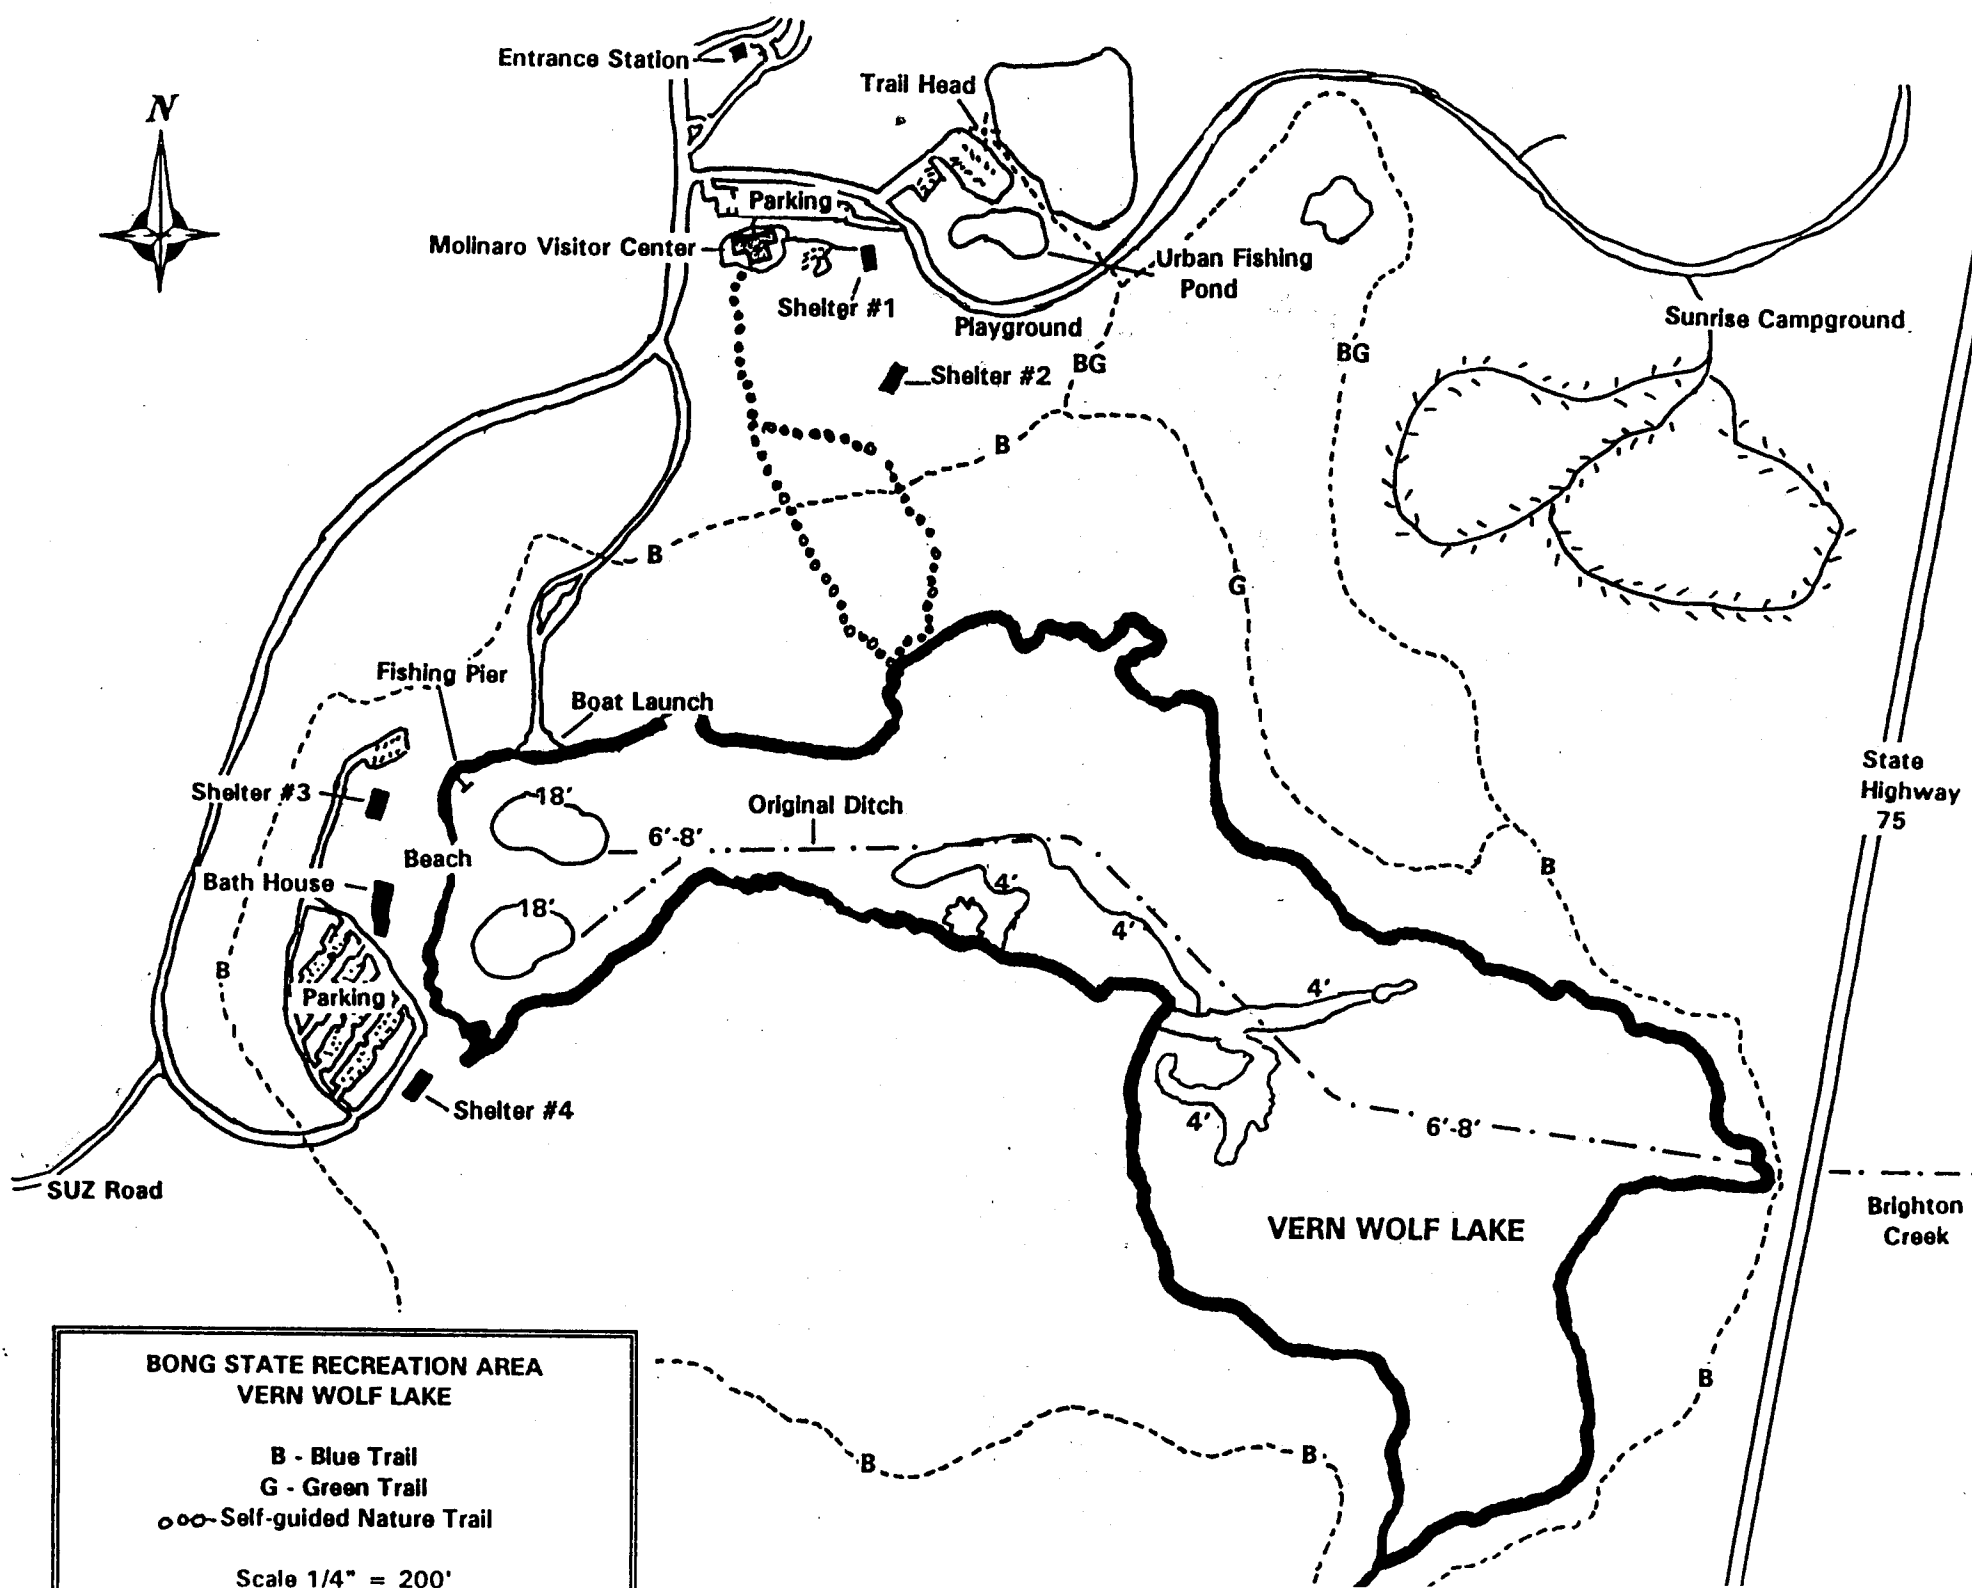 Entrance Station
Trail Head
N
Parking
Molinaro Visitor Center
Urban Fishing
Pond
Shelter #1
Playground
Sunrise Campground
BG
BG
Shelter #2
B
B
G
Fishing Pier
Boat Launch
State
Highway
75
Shelter #3
18'
Original Ditch
6'-8'
Beach
B
Bath House
4'
18'
4'
B
4'
Parking
Shelter #4
4'
6'-8'
SUZ Road
Brighton
Creek
VERN WOLF LAKE
B
B
B
BONG STATE RECREATION AREA
VERN WOLF LAKE
B - Blue Trail
G - Green Trail
Self-guided Nature Trail
Scale 1/4" = 200'